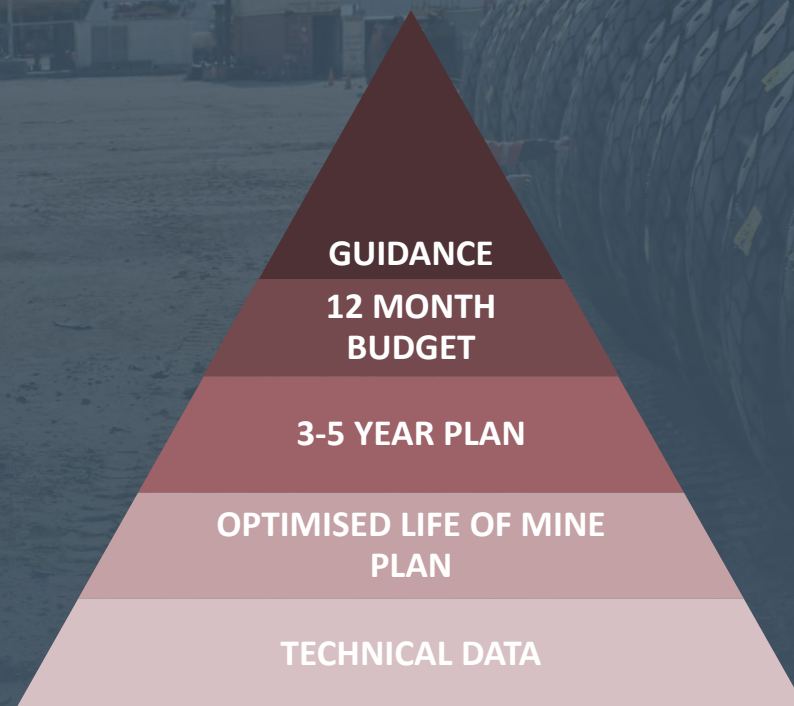 GUIDANCE
12 MONTH
BUDGET
3-5 YEAR PLAN
OPTIMISED LIFE OF MINE
PLAN
TECHNICAL DATA